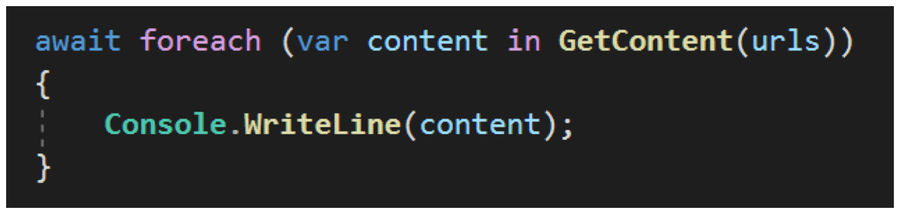 await foreach (var content in GetContent(urls))
{
    Console.WriteLine(content);
}